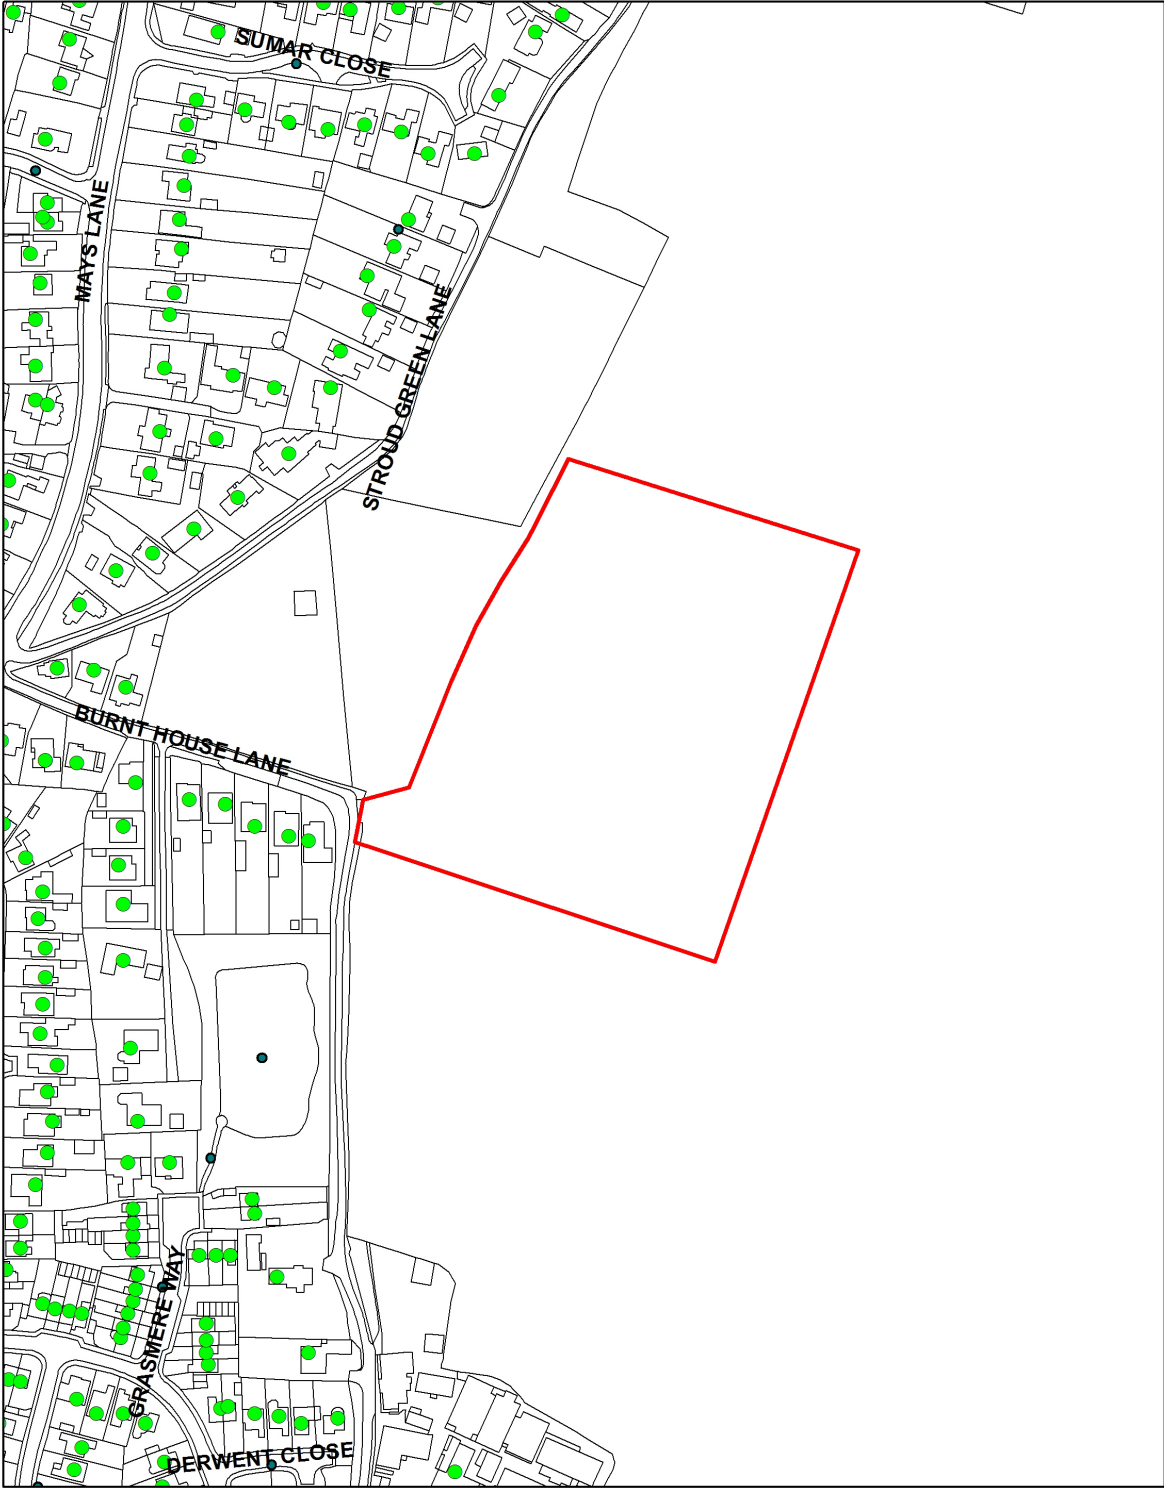 SUMAR CLOSE
MAYS LANE
STROUD GREEN LANE
BURNT HOUSE LANE
GRASMERE WAY
DERWENT CLOSE